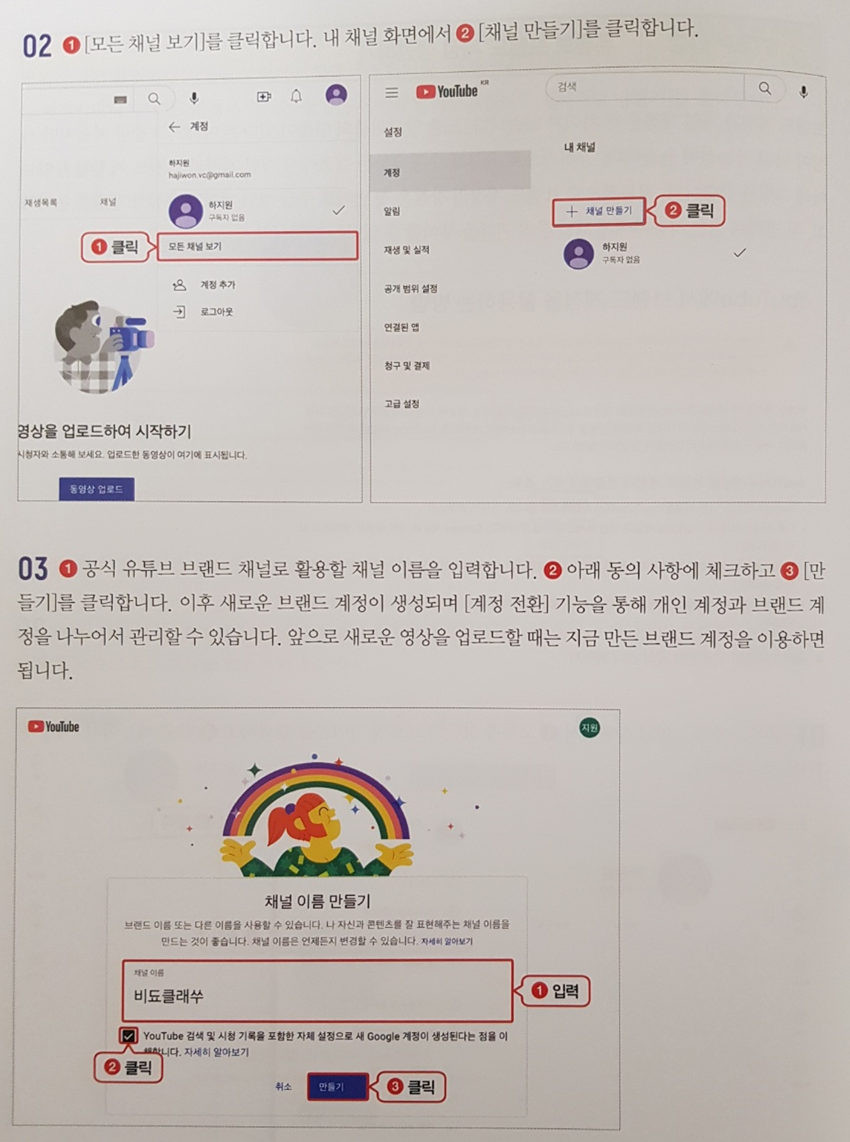 02 ❶ [모든 채널 보기]를 클릭합니다. 내 채널 화면에서 ❷ [채널 만들기]를 클릭합니다.
계정
하지원
hajiwon.vc@gmail.com
재생목록 채널
하지원
구독자 없음
❶ 클릭
모든 채널 보기
계정 추가
로그아웃
영상을 업로드하여 시작하기
시청자와 소통해 보세요. 업로드한 동영상이 여기에 표시됩니다.
동영상 업로드
YouTube KR
검색
설정
내 채널
계정
알림
+ 채널 만들기
❷ 클릭
하지원
구독자 없음
재생 및 실적
공개 범위 설정
연결된 앱
청구 및 결제
고급 설정
03 ❶ 공식 유튜브 브랜드 채널로 활용할 채널 이름을 입력합니다. ❷ 아래 동의 사항에 체크하고 ❸ [만
들기]를 클릭합니다. 이후 새로운 브랜드 계정이 생성되며 [계정 전환] 기능을 통해 개인 계정과 브랜드 계
정을 나누어서 관리할 수 있습니다. 앞으로 새로운 영상을 업로드할 때는 지금 만든 브랜드 계정을 이용하면
됩니다.
YouTube
지원
채널 이름 만들기
브랜드 이름 또는 다른 이름을 사용할 수 있습니다. 나 자신과 콘텐츠를 잘 표현해주는 채널 이름을
만드는 것이 좋습니다. 채널 이름은 언제든지 변경할 수 있습니다. 자세히 알아보기
채널 이름
비됴클래쓰
❶ 입력
YouTube 검색 및 시청 기록을 포함한 자체 설정으로 새 Google 계정이 생성된다는 점을 이
해합니다. 자세히 알아보기
❷ 클릭
취소
만들기
❸ 클릭